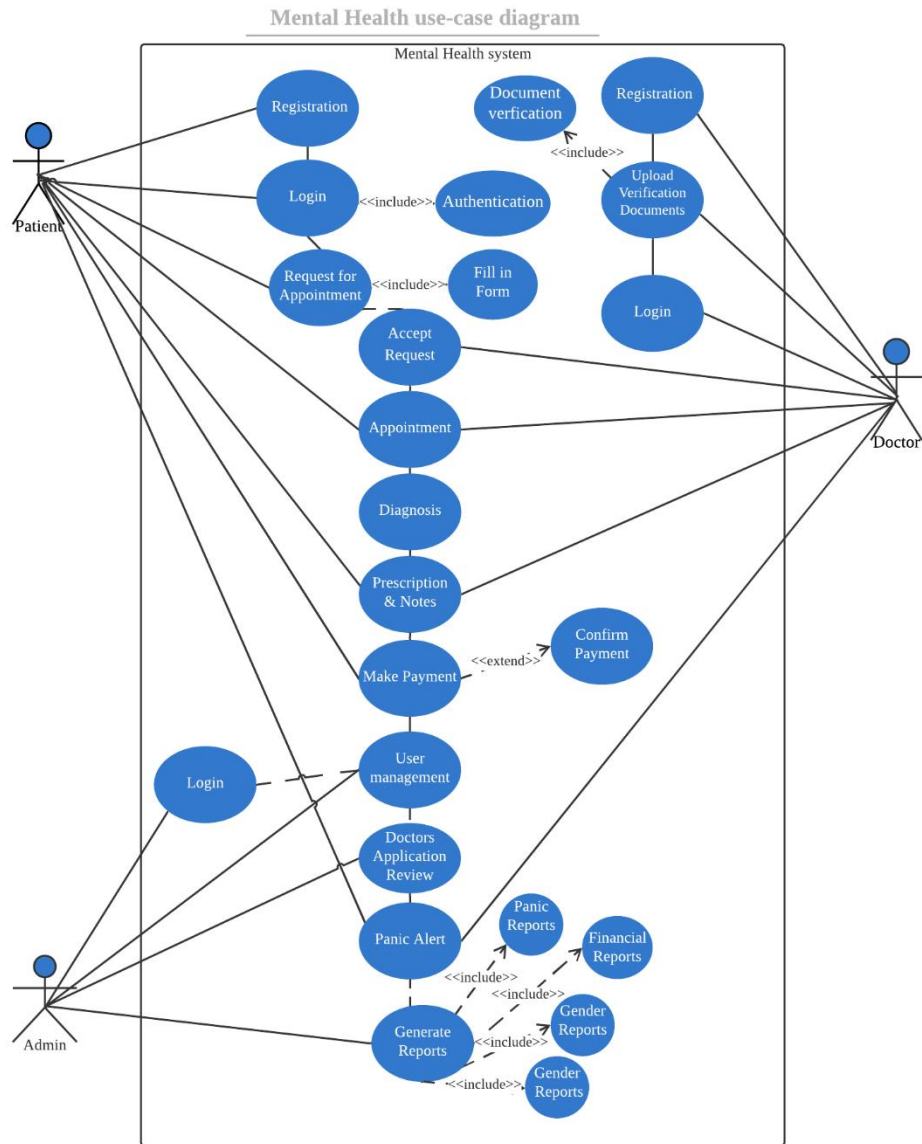 Mental Health use-case diagram
Mental Health system
Registration
Document
verfication
Registration
<<include>>
Patient
Login
<<include>>
Authentication
Upload
Verification
Documents
Request for
Appointment
<<include>>
Fill in
Form
Login
Accept
Request
Doctor
Appointment
Diagnosis
Prescription
& Notes
Confirm
Payment
<<extend>>
Make Payment
User
management
Login
Doctors
Application
Review
Panic
Reports
Panic Alert
Financial
Reports
<<include>>
<<include>>
Gender
Reports
Generate
Reports
<<include>>
Admin
Gender
Reports
<<include>>